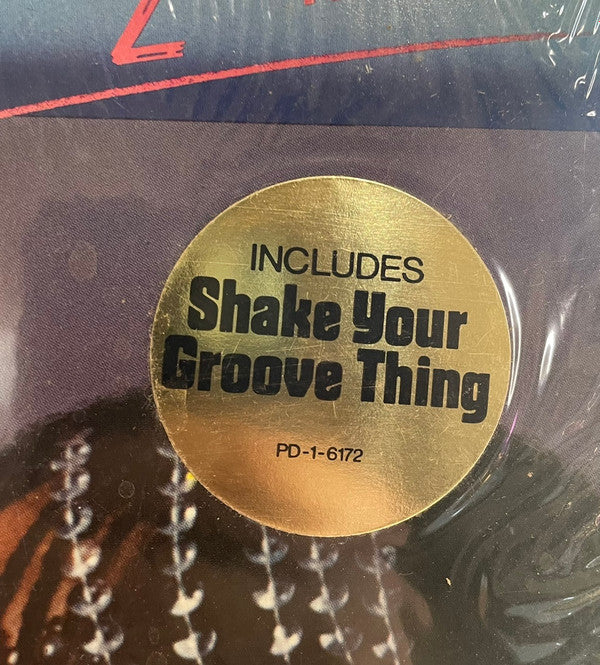 INCLUDES
Shake Your
Groove Thing
PD-1-6172